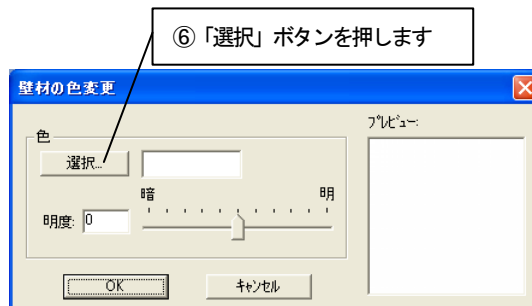 ⑥「選択」ボタンを押します
壁材の色変更
色
選択...
ﾌﾟﾚﾋﾞｭｰ:
暗 明
明度: 0
OK ｷｬﾝｾﾙ